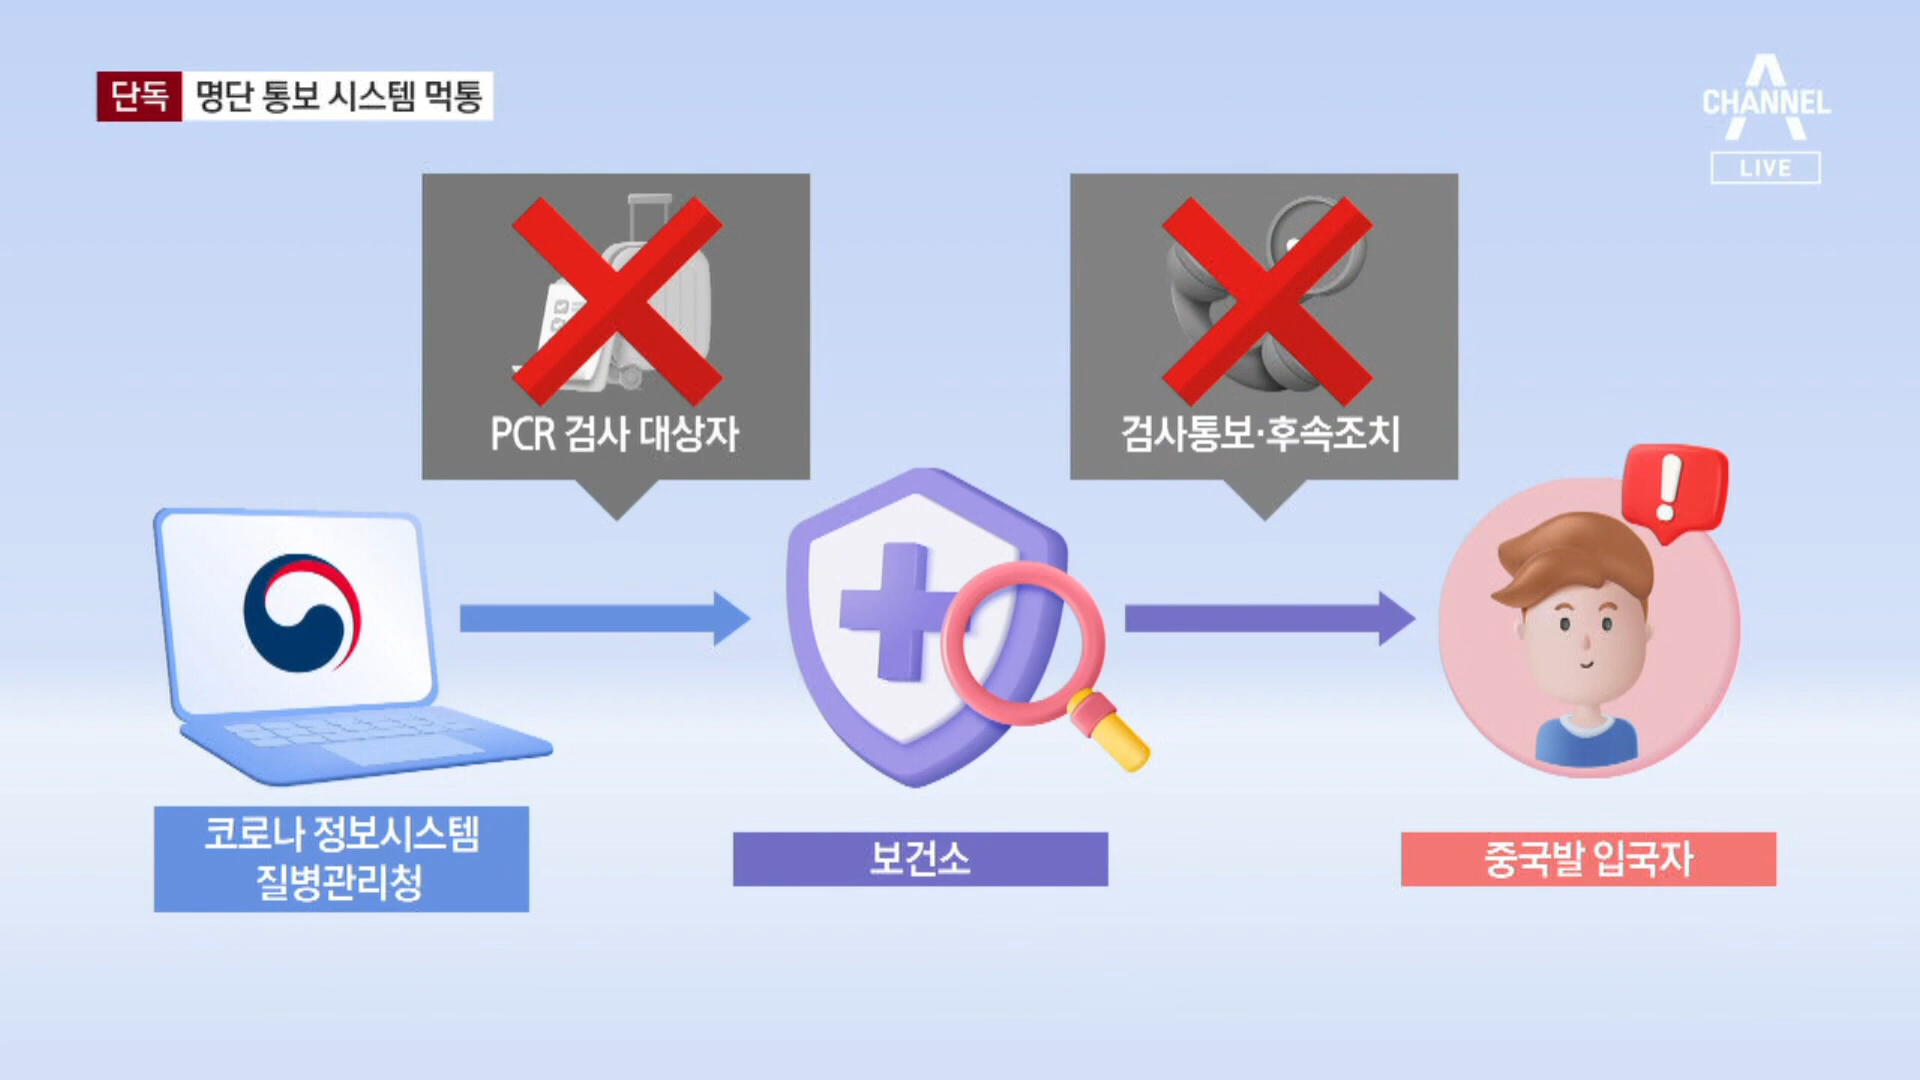 단독 명단 통보 시스템 먹통
CHANNEL A
LIVE
PCR 검사 대상자
검사통보·후속조치
코로나 정보시스템
질병관리청
보건소
중국발 입국자